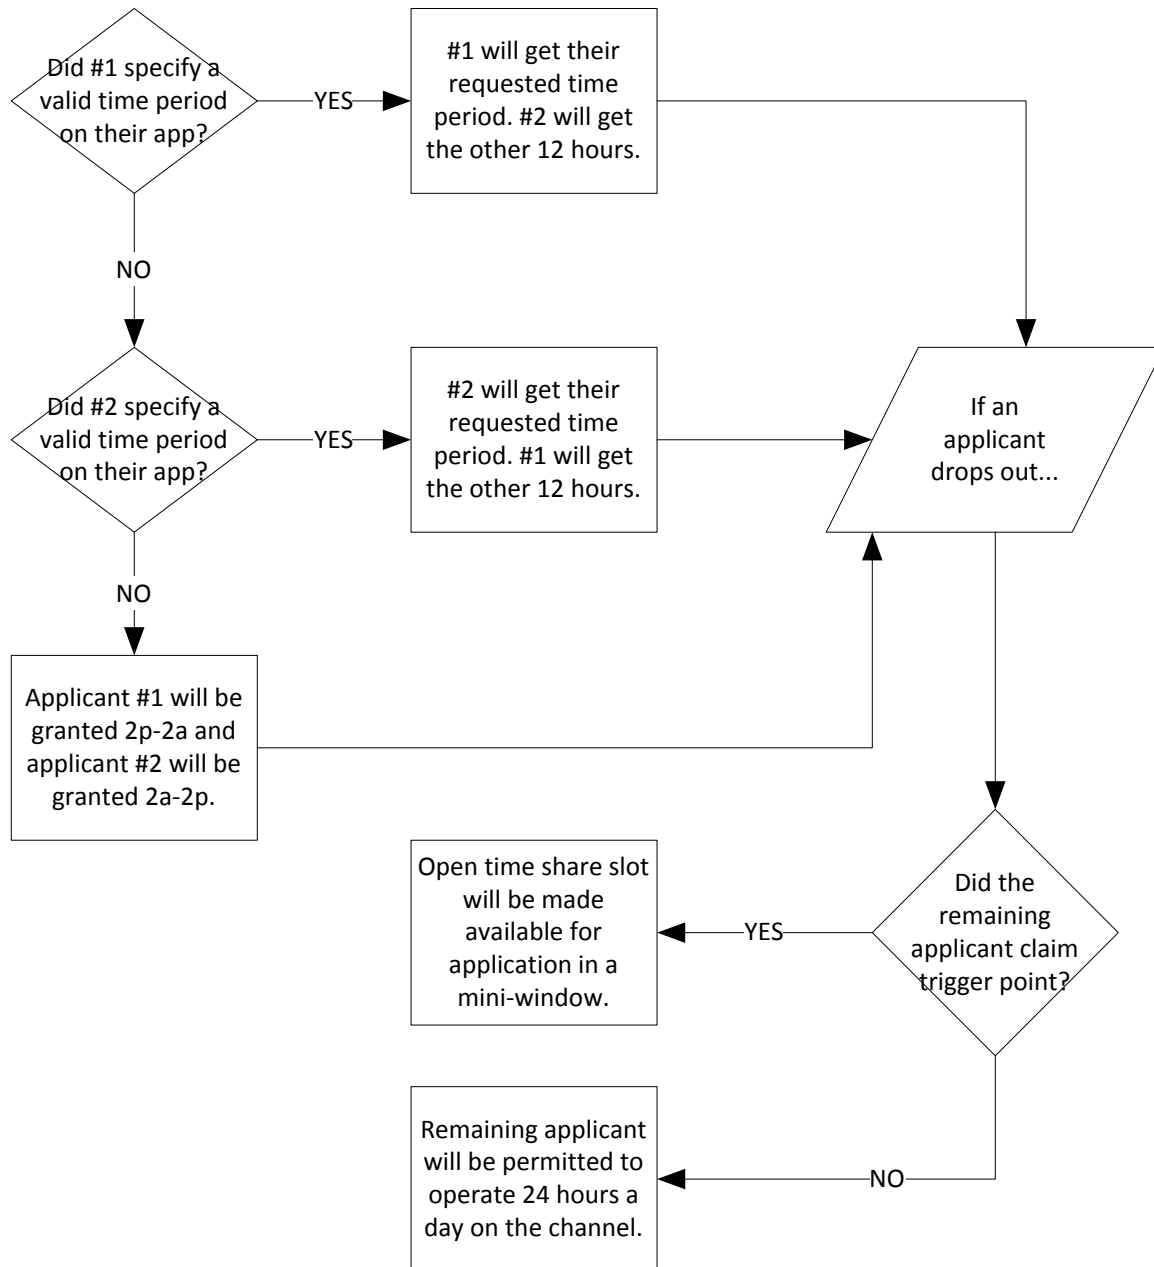 Did #1 specify a
valid time period
on their app?
YES
#1 will get their
requested time
period. #2 will get
the other 12 hours.
NO
Did #2 specify a
valid time period
on their app?
YES
#2 will get their
requested time
period. #1 will get
the other 12 hours.
If an
applicant
drops out...
NO
Applicant #1 will be
granted 2p-2a and
applicant #2 will be
granted 2a-2p.
Did the
remaining
applicant claim
trigger point?
YES
Open time share slot
will be made
available for
application in a
mini-window.
NO
Remaining applicant
will be permitted to
operate 24 hours a
day on the channel.